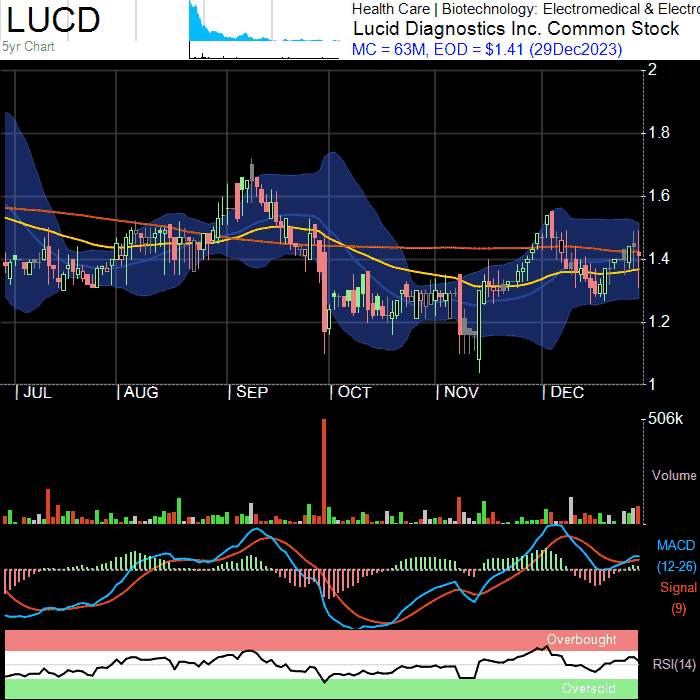 LUCD
5yr Chart
Health Care | Biotechnology: Electromedical & Electro
Lucid Diagnostics Inc. Common Stock
MC = 63M, EOD = $1.41 (29Dec2023)
2
1.8
1.6
1.4
1.2
1
JUL AUG SEP OCT NOV DEC
506k
Volume
MACD
(12-26)
Signal
(9)
Overbought
RSI(14)
Oversold